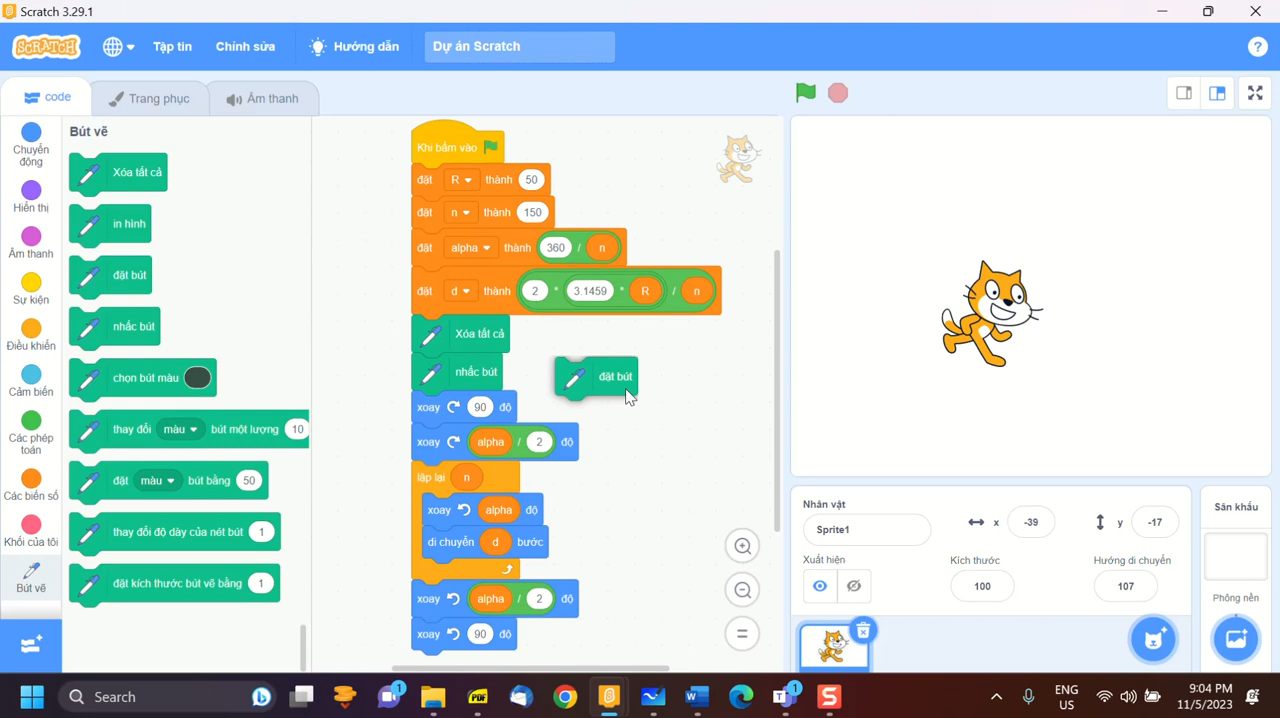 Scratch 3.29.1
SCRATCH Tập tin Chỉnh sửa Hướng dẫn Dự án Scratch ?
code Trang phục Âm thanh
Chuyển động
Hiển thị
Âm thanh
Sự kiện
Điều khiển
Cảm biến
Các phép toán
Các biến số
Khối của tôi
Bút vẽ
Bút vẽ
Xóa tất cả
in hình
đặt bút
nhấc bút
chọn bút màu
thay đổi màu bút một lượng 10
đặt màu bút bằng 50
thay đổi độ dày của nét bút 1
đặt kích thước bút vẽ bằng 1
Khi bấm vào
đặt R thành 50
đặt n thành 150
đặt alpha thành 360 / n
đặt d thành 2 * 3.1459 * R / n
Xóa tất cả
nhấc bút
đặt bút
xoay 90 độ
xoay alpha / 2 độ
lặp lại n
xoay alpha độ
di chuyển d bước
xoay alpha / 2 độ
xoay 90 độ
Nhân vật
Sprite1
x -39 y -17
Xuất hiện Kích thước Hướng di chuyển
100 107
Sân khấu
Phông nền
Search
PDF
1
1
ENG
US
9:04 PM
11/5/2023